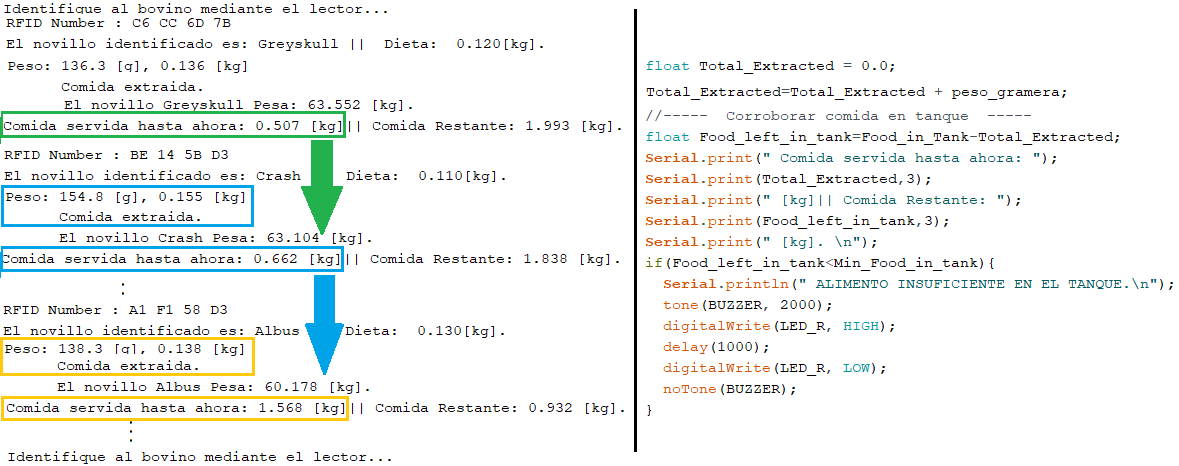 Identifique al bovino mediante el lector...
RFID Number : C6 CC 6D 7B
El novillo identificado es: Greyskull || Dieta: 0.120[kg].
Peso: 136.3 [g], 0.136 [kg]
Comida extraida.
El novillo Greyskull Pesa: 63.552 [kg].
Comida servida hasta ahora: 0.507 [kg]|| Comida Restante: 1.993 [kg].
RFID Number : BE 14 5B D3
El novillo identificado es: Crash Dieta: 0.110[kg].
Peso: 154.8 [g], 0.155 [kg]
Comida extraida.
El novillo Crash Pesa: 63.104 [kg].
Comida servida hasta ahora: 0.662 [kg]|| Comida Restante: 1.838 [kg].
:
RFID Number : A1 F1 58 D3
El novillo identificado es: Albus Dieta: 0.130[kg].
Peso: 138.3 [g], 0.138 [kg]
Comida extraida.
El novillo Albus Pesa: 60.178 [kg].
Comida servida hasta ahora: 1.568 [kg]|| Comida Restante: 0.932 [kg].
:
Identifique al bovino mediante el lector...
float Total_Extracted = 0.0;
Total_Extracted=Total_Extracted + peso_gramera;
//----- Corroborar comida en tanque -----
float Food_left_in_tank=Food_in_Tank-Total_Extracted;
Serial.print(" Comida servida hasta ahora: ");
Serial.print(Total_Extracted,3);
Serial.print(" [kg]|| Comida Restante: ");
Serial.print(Food_left_in_tank,3);
Serial.print(" [kg]. \n");
if(Food_left_in_tank<Min_Food_in_tank){
Serial.println(" ALIMENTO INSUFICIENTE EN EL TANQUE.\n");
tone(BUZZER, 2000);
digitalWrite(LED_R, HIGH);
delay(1000);
digitalWrite(LED_R, LOW);
noTone(BUZZER);
}